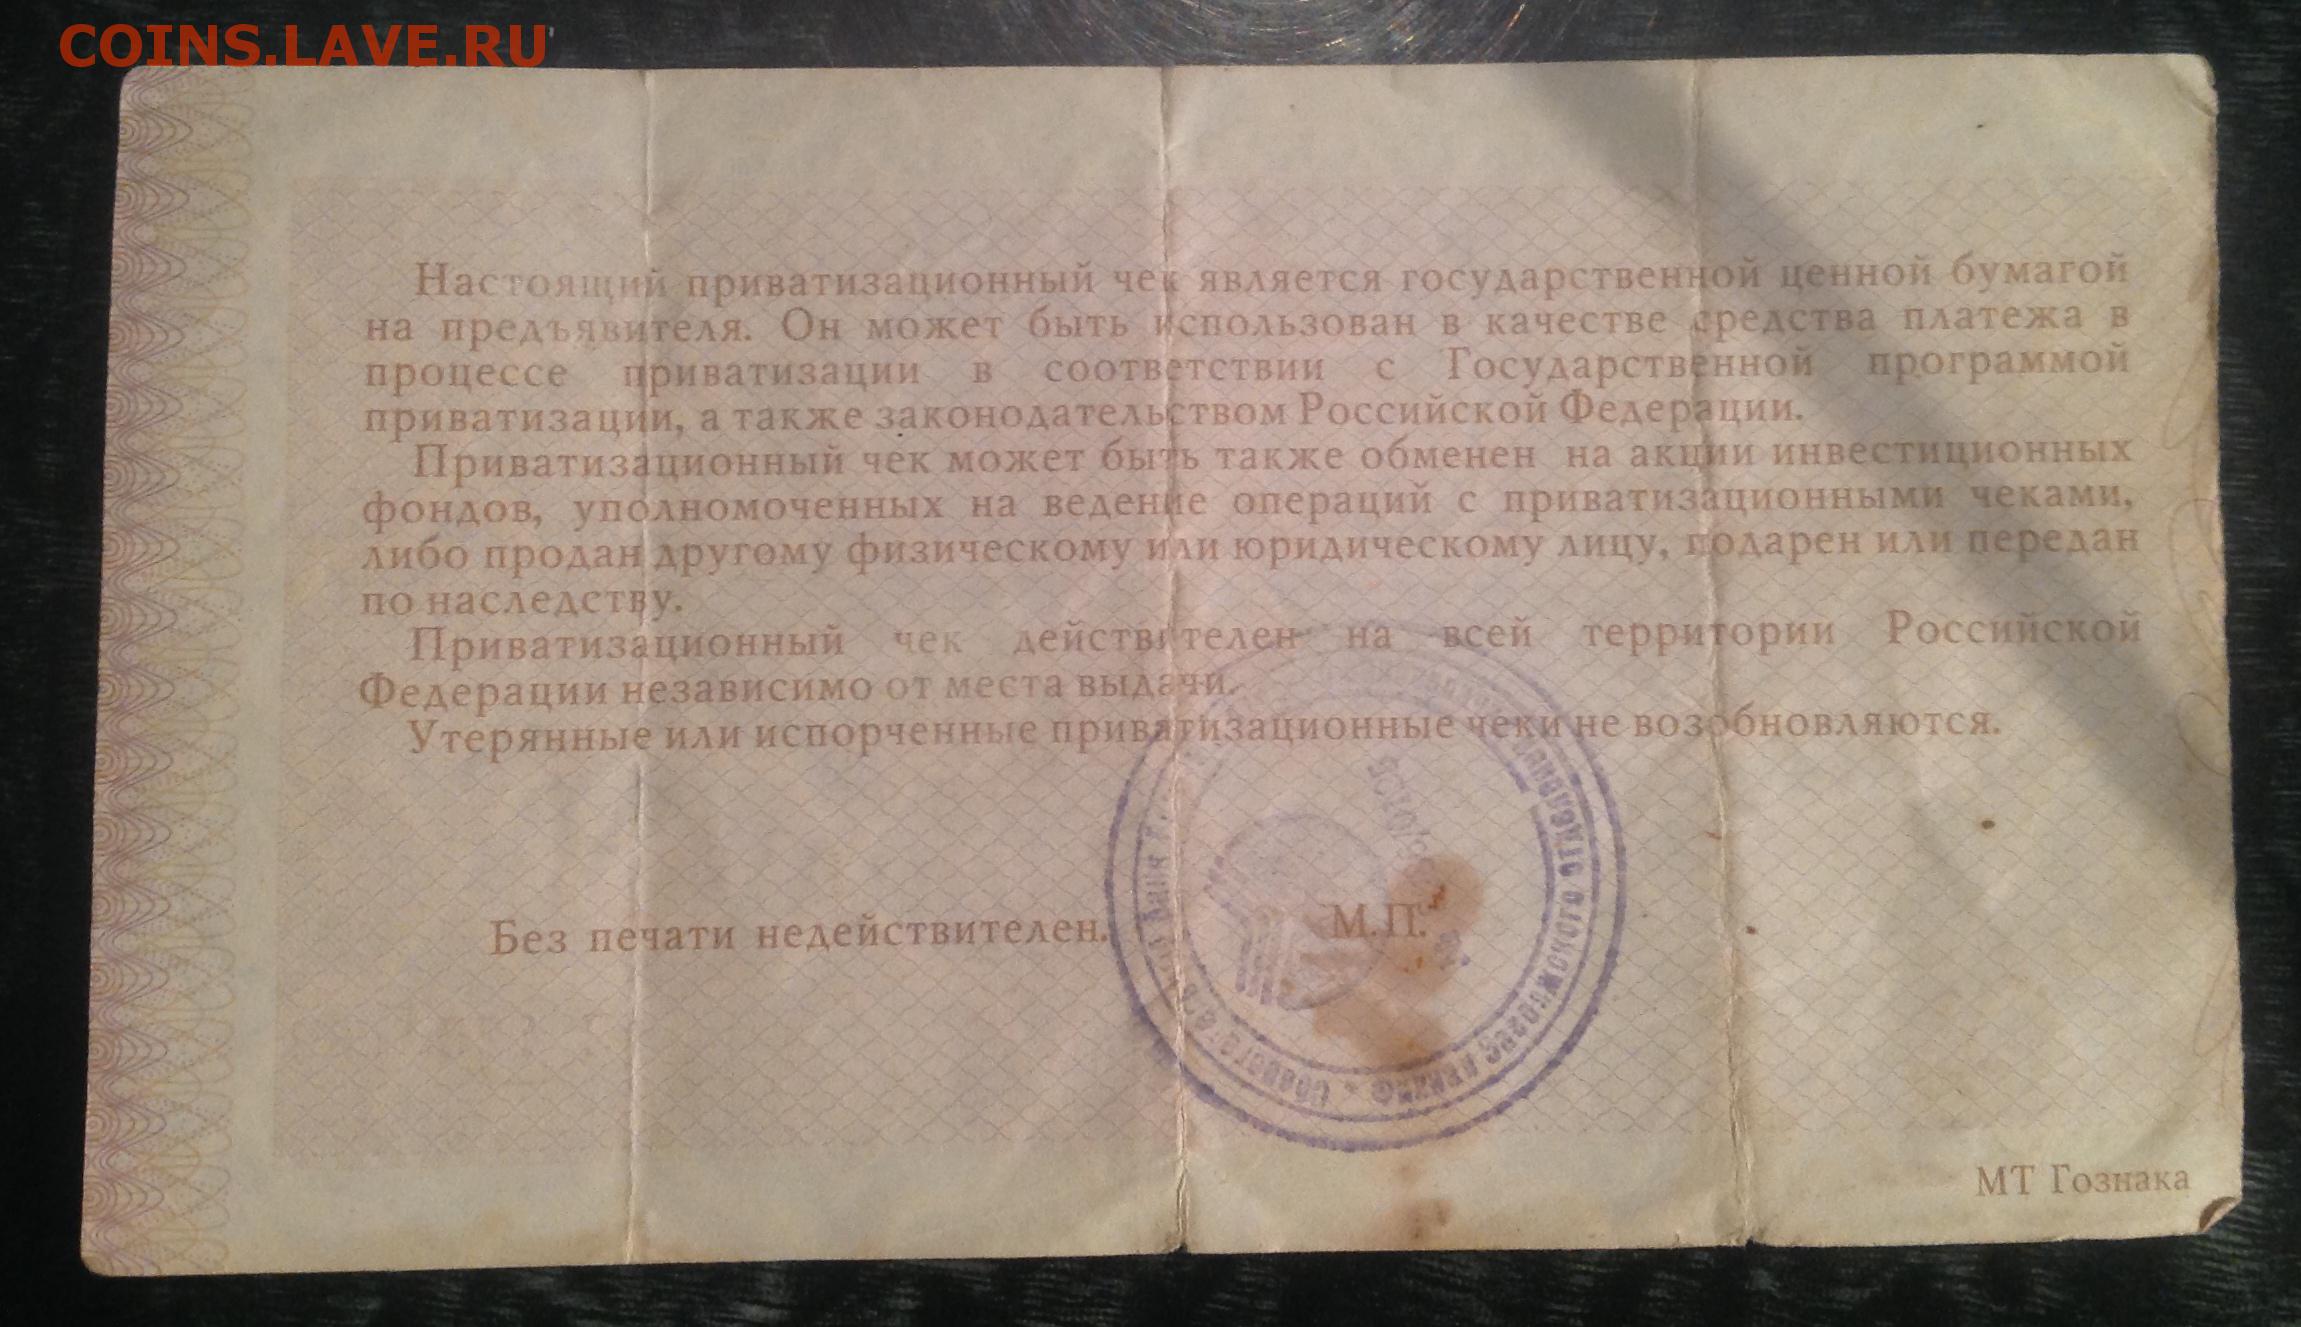 COINS.LAVE.RU
Настоящий приватизационный чек является государственной ценной бумагой
на предъявителя. Он может быть использован в качестве средства платежа в
процессе приватизации в соответствии с Государственной программой
приватизации, а также законодательством Российской Федерации.
Приватизационный чек может быть также обменен на акции инвестиционных
фондов, уполномоченных на ведение операций с приватизационными чеками,
либо продан другому физическому или юридическому лицу, подарен или передан
по наследству.
Приватизационный чек действителен на всей территории Российской
Федерации независимо от места выдачи.
Утерянные или испорченные приватизационные чеки не возобновляются.
Без печати недействителен. М.П.
отделения
МТ Гознака